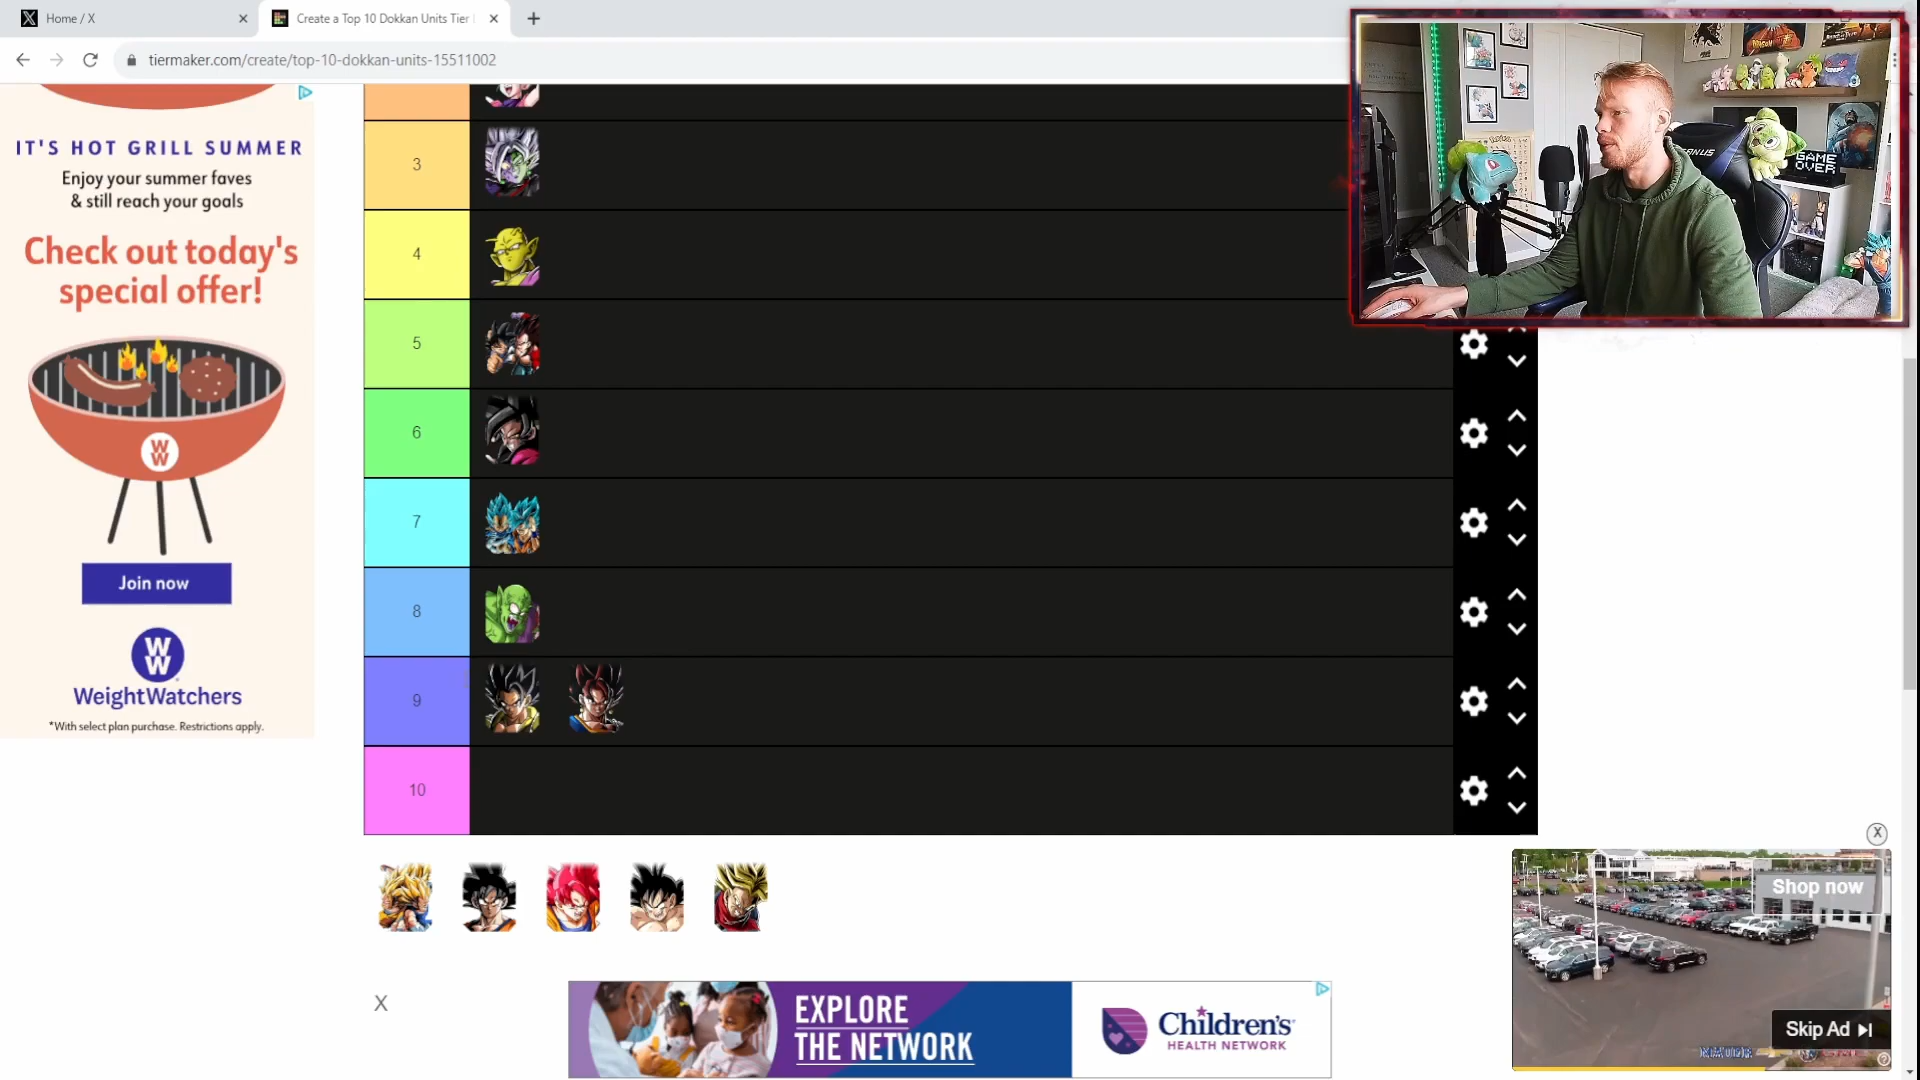 Home / X
Create a Top 10 Dokkan Units Tier
tiermaker.com/create/top-10-dokkan-units-15511002
IT'S HOT GRILL SUMMER
Enjoy your summer faves
& still reach your goals
Check out today's
special offer!
W
W
Join now
W
W
WeightWatchers
*With select plan purchase. Restrictions apply.
3
4
5
6
7
8
9
10
GAME
OVER
X
EXPLORE
THE NETWORK
Children's
HEALTH NETWORK
X
Shop now
Skip Ad